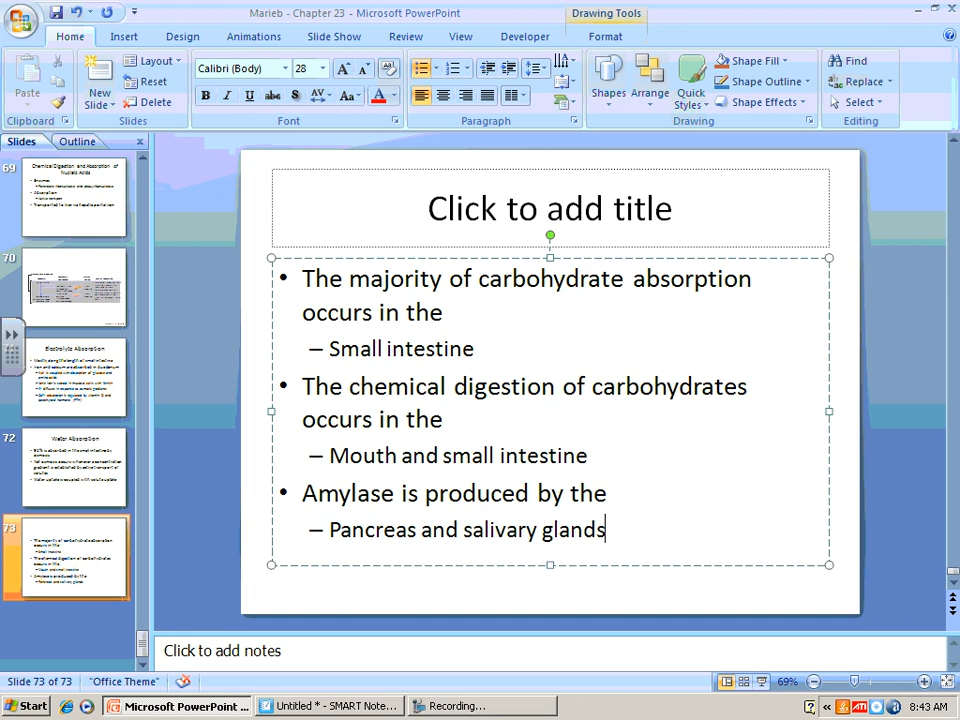 Marieb - Chapter 23 - Microsoft PowerPoint
Drawing Tools
Home Insert Design Animations Slide Show Review View Developer Format
Paste
New Slide
Layout
Reset
Delete
Calibri (Body) 28
B I U abc S AV Aa A
Shapes Arrange Quick Styles
Shape Fill
Shape Outline
Shape Effects
Find
Replace
Select
Clipboard Slides Font Paragraph Drawing Editing
Slides Outline
69
Chemical Digestion and Absorption of
Nucleic Acids
70
Electrolyte Absorption
72
Water Absorption
73
Click to add title
• The majority of carbohydrate absorption
occurs in the
– Small intestine
• The chemical digestion of carbohydrates
occurs in the
– Mouth and small intestine
• Amylase is produced by the
– Pancreas and salivary glands
Click to add notes
Slide 73 of 73 "Office Theme" 69%
Start Microsoft PowerPoint ... Untitled * - SMART Note... Recording... 8:43 AM